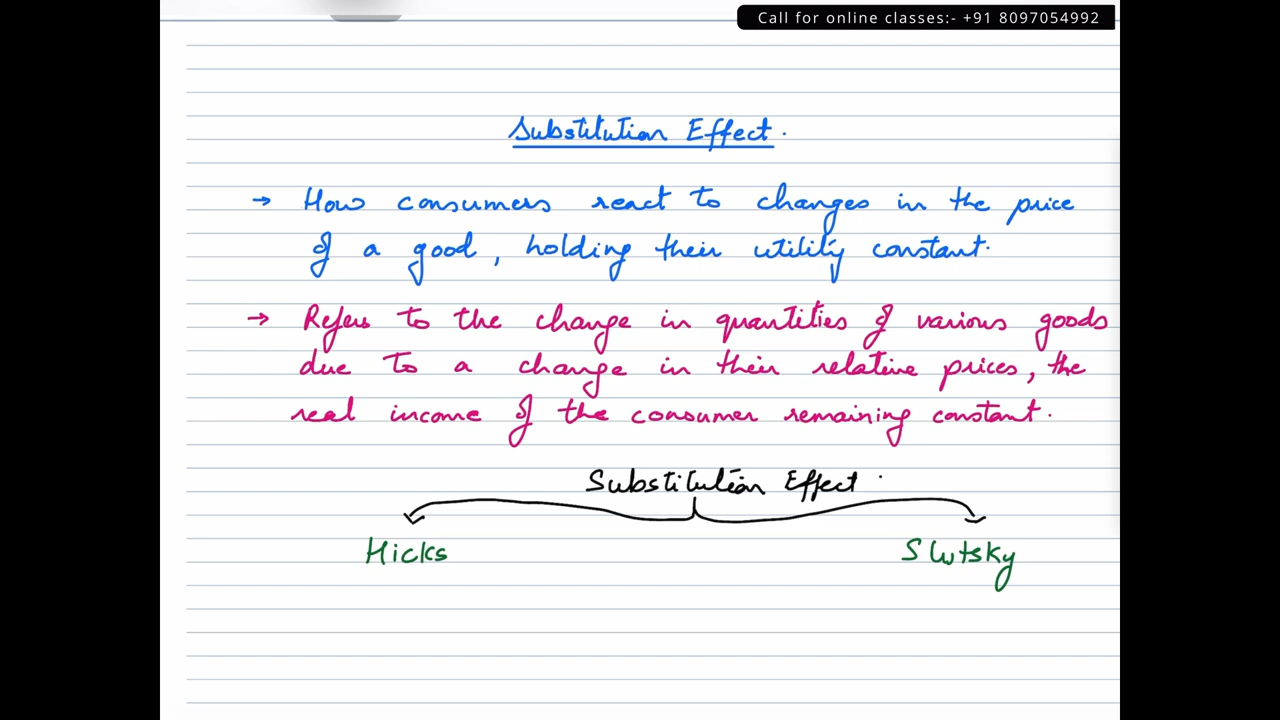 Call for online classes:- +91 8097054992
Substitution Effect.
→ How consumers react to changes in the price
of a good, holding their utility constant.
→ Refers to the change in quantities of various goods
due to a change in their relative prices, the
real income of the consumer remaining constant.
Substitution Effect.
Hicks
Slutsky